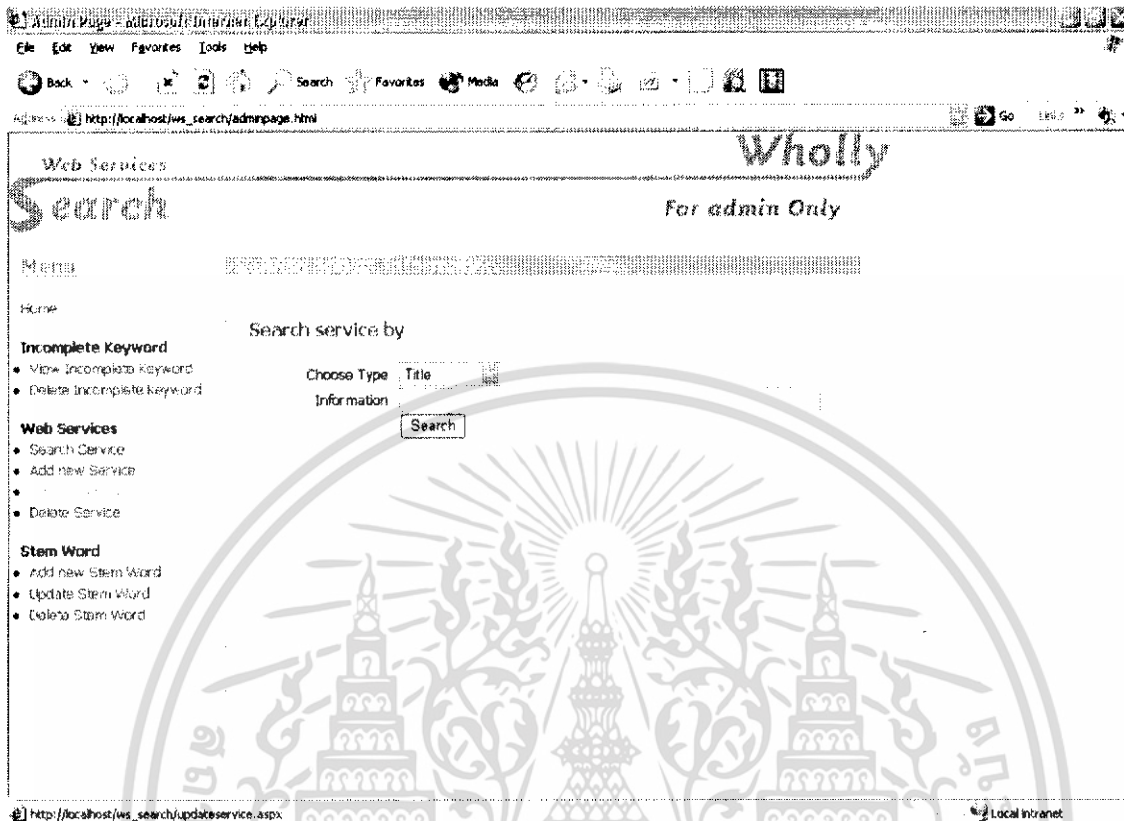 Admin Page - Microsoft Internet Explorer
File Edit View Favorites Tools Help
Back Search Favorites Media
Address http://localhost/ws_search/adminpage.html Go Links »
Web Services Wholly
Search For admin Only
Menu
Home
Search service by
Incomplete Keyword
• View Incomplete Keyword
• Delete Incomplete Keyword
Choose Type Title
Information
Search
Web Services
• Search Service
• Add new Service
•
• Delete Service
Stem Word
• Add new Stem Word
• Update Stem Word
• Delete Stem Word
http://localhost/ws_search/updateservice.aspx Local intranet